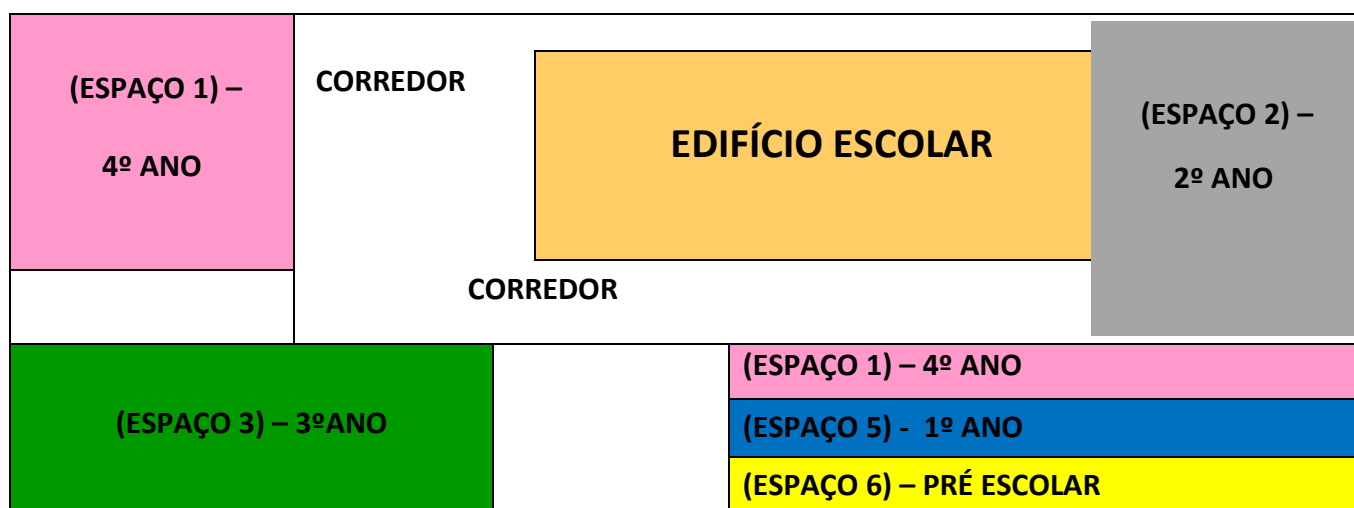 (ESPAÇO 1) –
4º ANO
CORREDOR
EDIFÍCIO ESCOLAR
(ESPAÇO 2) –
2º ANO
CORREDOR
(ESPAÇO 3) – 3ºANO
(ESPAÇO 1) – 4º ANO
(ESPAÇO 5) - 1º ANO
(ESPAÇO 6) – PRÉ ESCOLAR